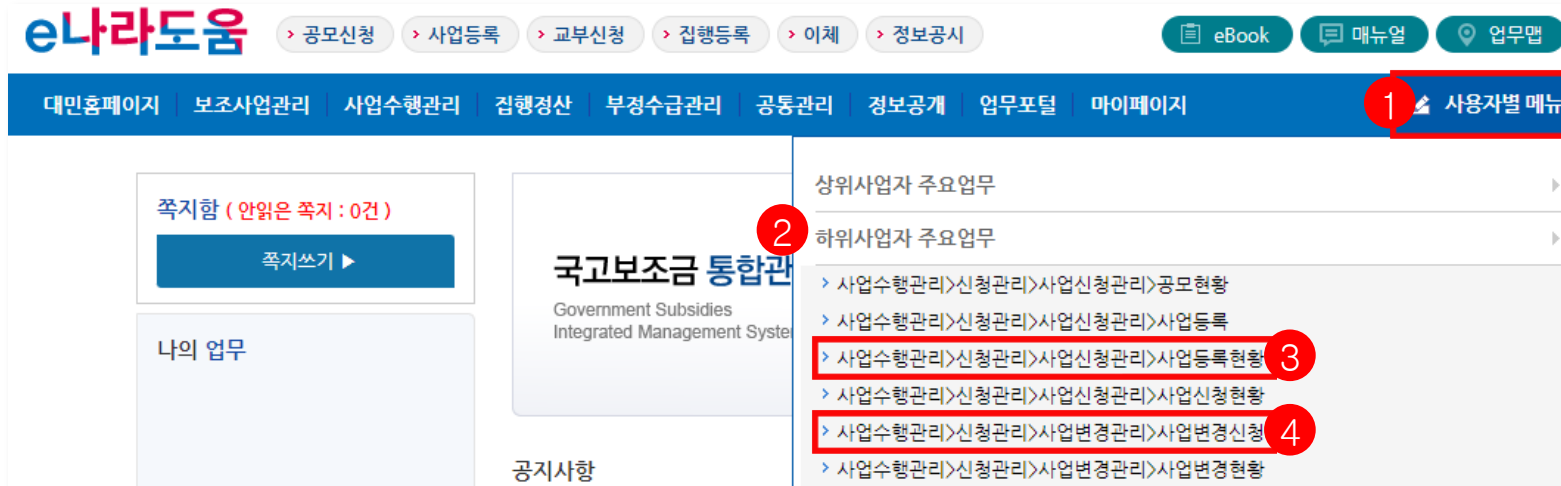 e나라도움 > 공모신청 > 사업등록 > 교부신청 > 집행등록 > 이체 > 정보공시 eBook 매뉴얼 업무맵
대민홈페이지 보조사업관리 사업수행관리 집행정산 부정수급관리 공통관리 정보공개 업무포털 마이페이지 1 사용자별 메뉴
쪽지함 ( 안읽은 쪽지 : 0건 )
쪽지쓰기 ▶
나의 업무
국고보조금 통합관
Government Subsidies
Integrated Management System
공지사항
상위사업자 주요업무
2 하위사업자 주요업무
> 사업수행관리>신청관리>사업신청관리>공모현황
> 사업수행관리>신청관리>사업신청관리>사업등록
> 사업수행관리>신청관리>사업신청관리>사업등록현황 3
> 사업수행관리>신청관리>사업신청관리>사업신청현황
> 사업수행관리>신청관리>사업변경관리>사업변경신청 4
> 사업수행관리>신청관리>사업변경관리>사업변경현황